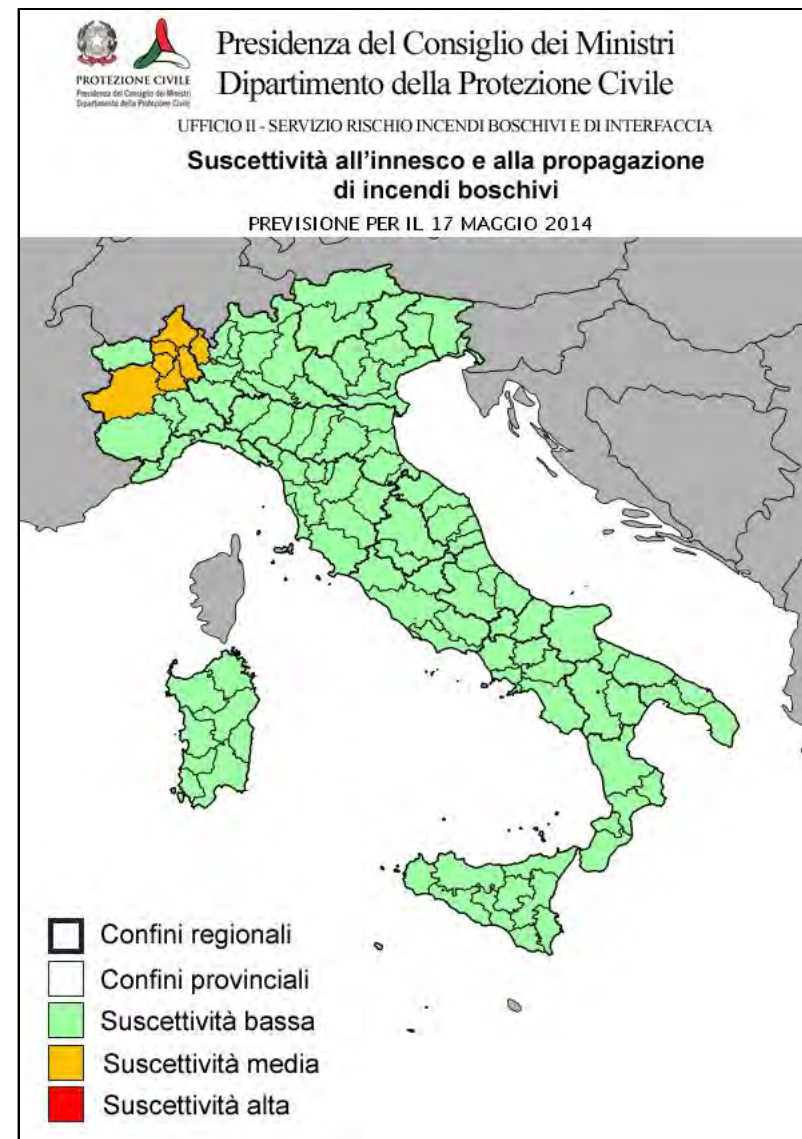 PROTEZIONE CIVILE
Presidenza del Consiglio dei Ministri
Dipartimento della Protezione Civile
Presidenza del Consiglio dei Ministri
Dipartimento della Protezione Civile
UFFICIO II - SERVIZIO RISCHIO INCENDI BOSCHIVI E DI INTERFACCIA
Suscettività all'innesco e alla propagazione
di incendi boschivi
PREVISIONE PER IL 17 MAGGIO 2014
Confini regionali
Confini provinciali
Suscettività bassa
Suscettività media
Suscettività alta